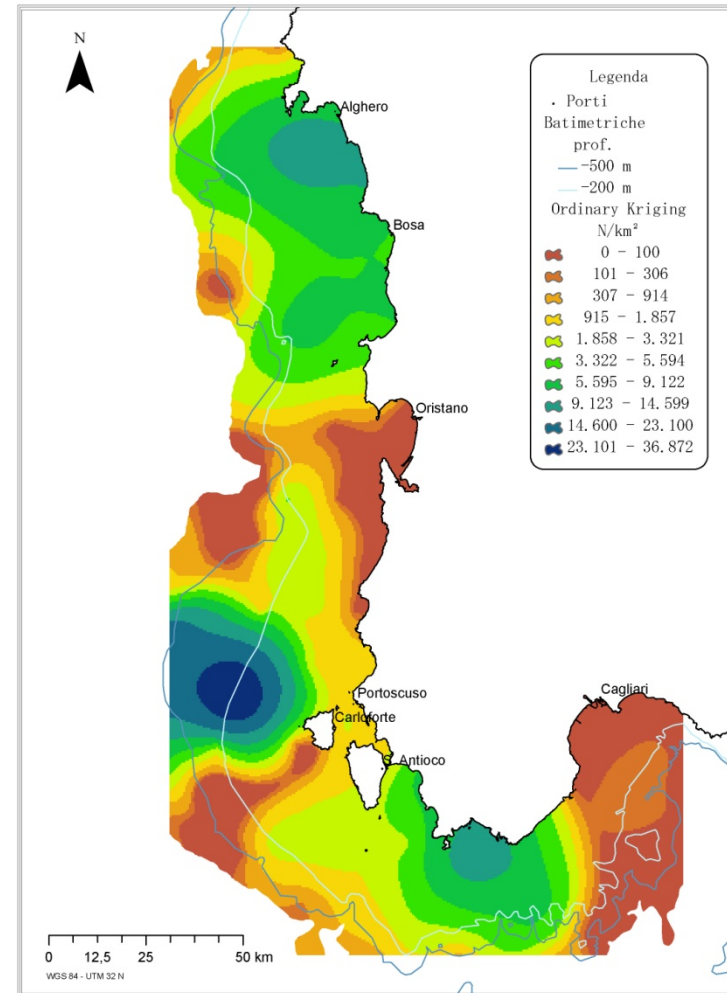 N
Alghero
Bosa
Oristano
Portoscuso
Carloforte
S. Antioco
Cagliari
Legenda
. Porti
Batimetriche
prof.
-500 m
-200 m
Ordinary Kriging
N/km²
0 - 100
101 - 306
307 - 914
915 - 1.857
1.858 - 3.321
3.322 - 5.594
5.595 - 9.122
9.123 - 14.599
14.600 - 23.100
23.101 - 36.872
0 12,5 25 50 km
WGS 84 - UTM 32 N